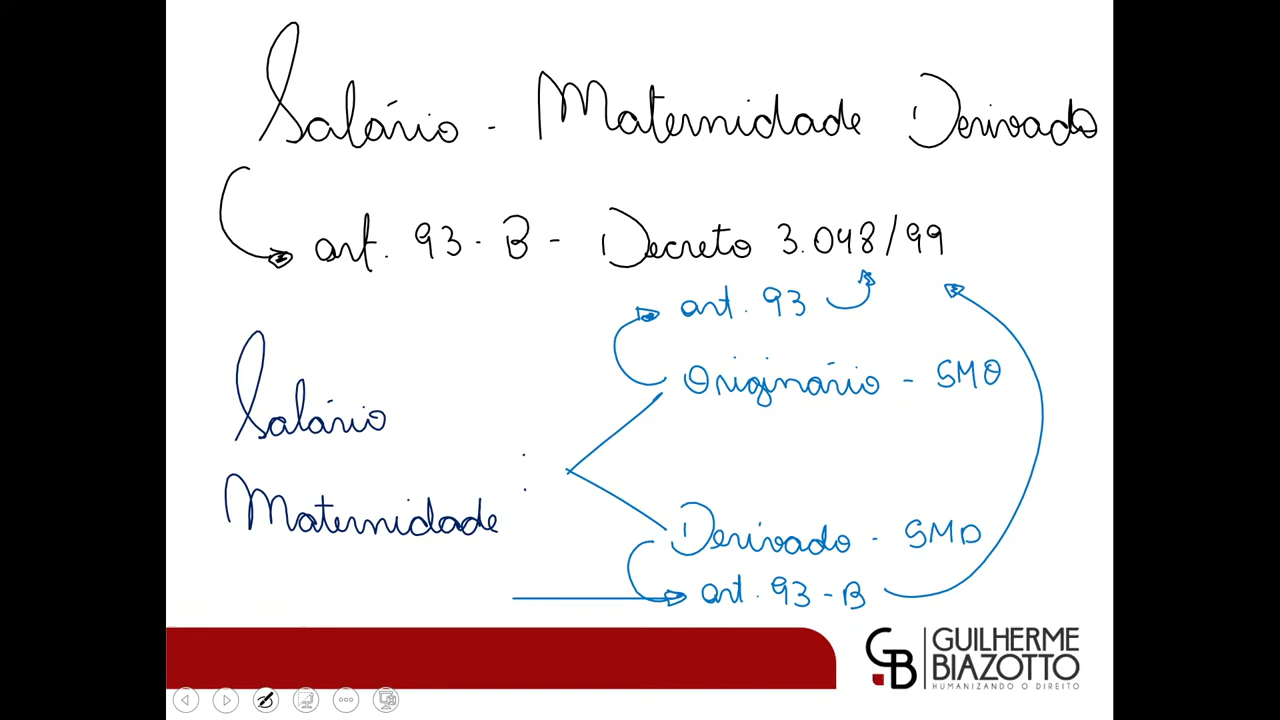 Salário - Maternidade Derivado
art. 93 - B - Decreto 3.048/99
art. 93
Originário - SMO
Salário
Maternidade
Derivado - SMD
art. 93 - B
GUILHERME
BIAZOTTO
HUMANIZANDO O DIREITO
GB